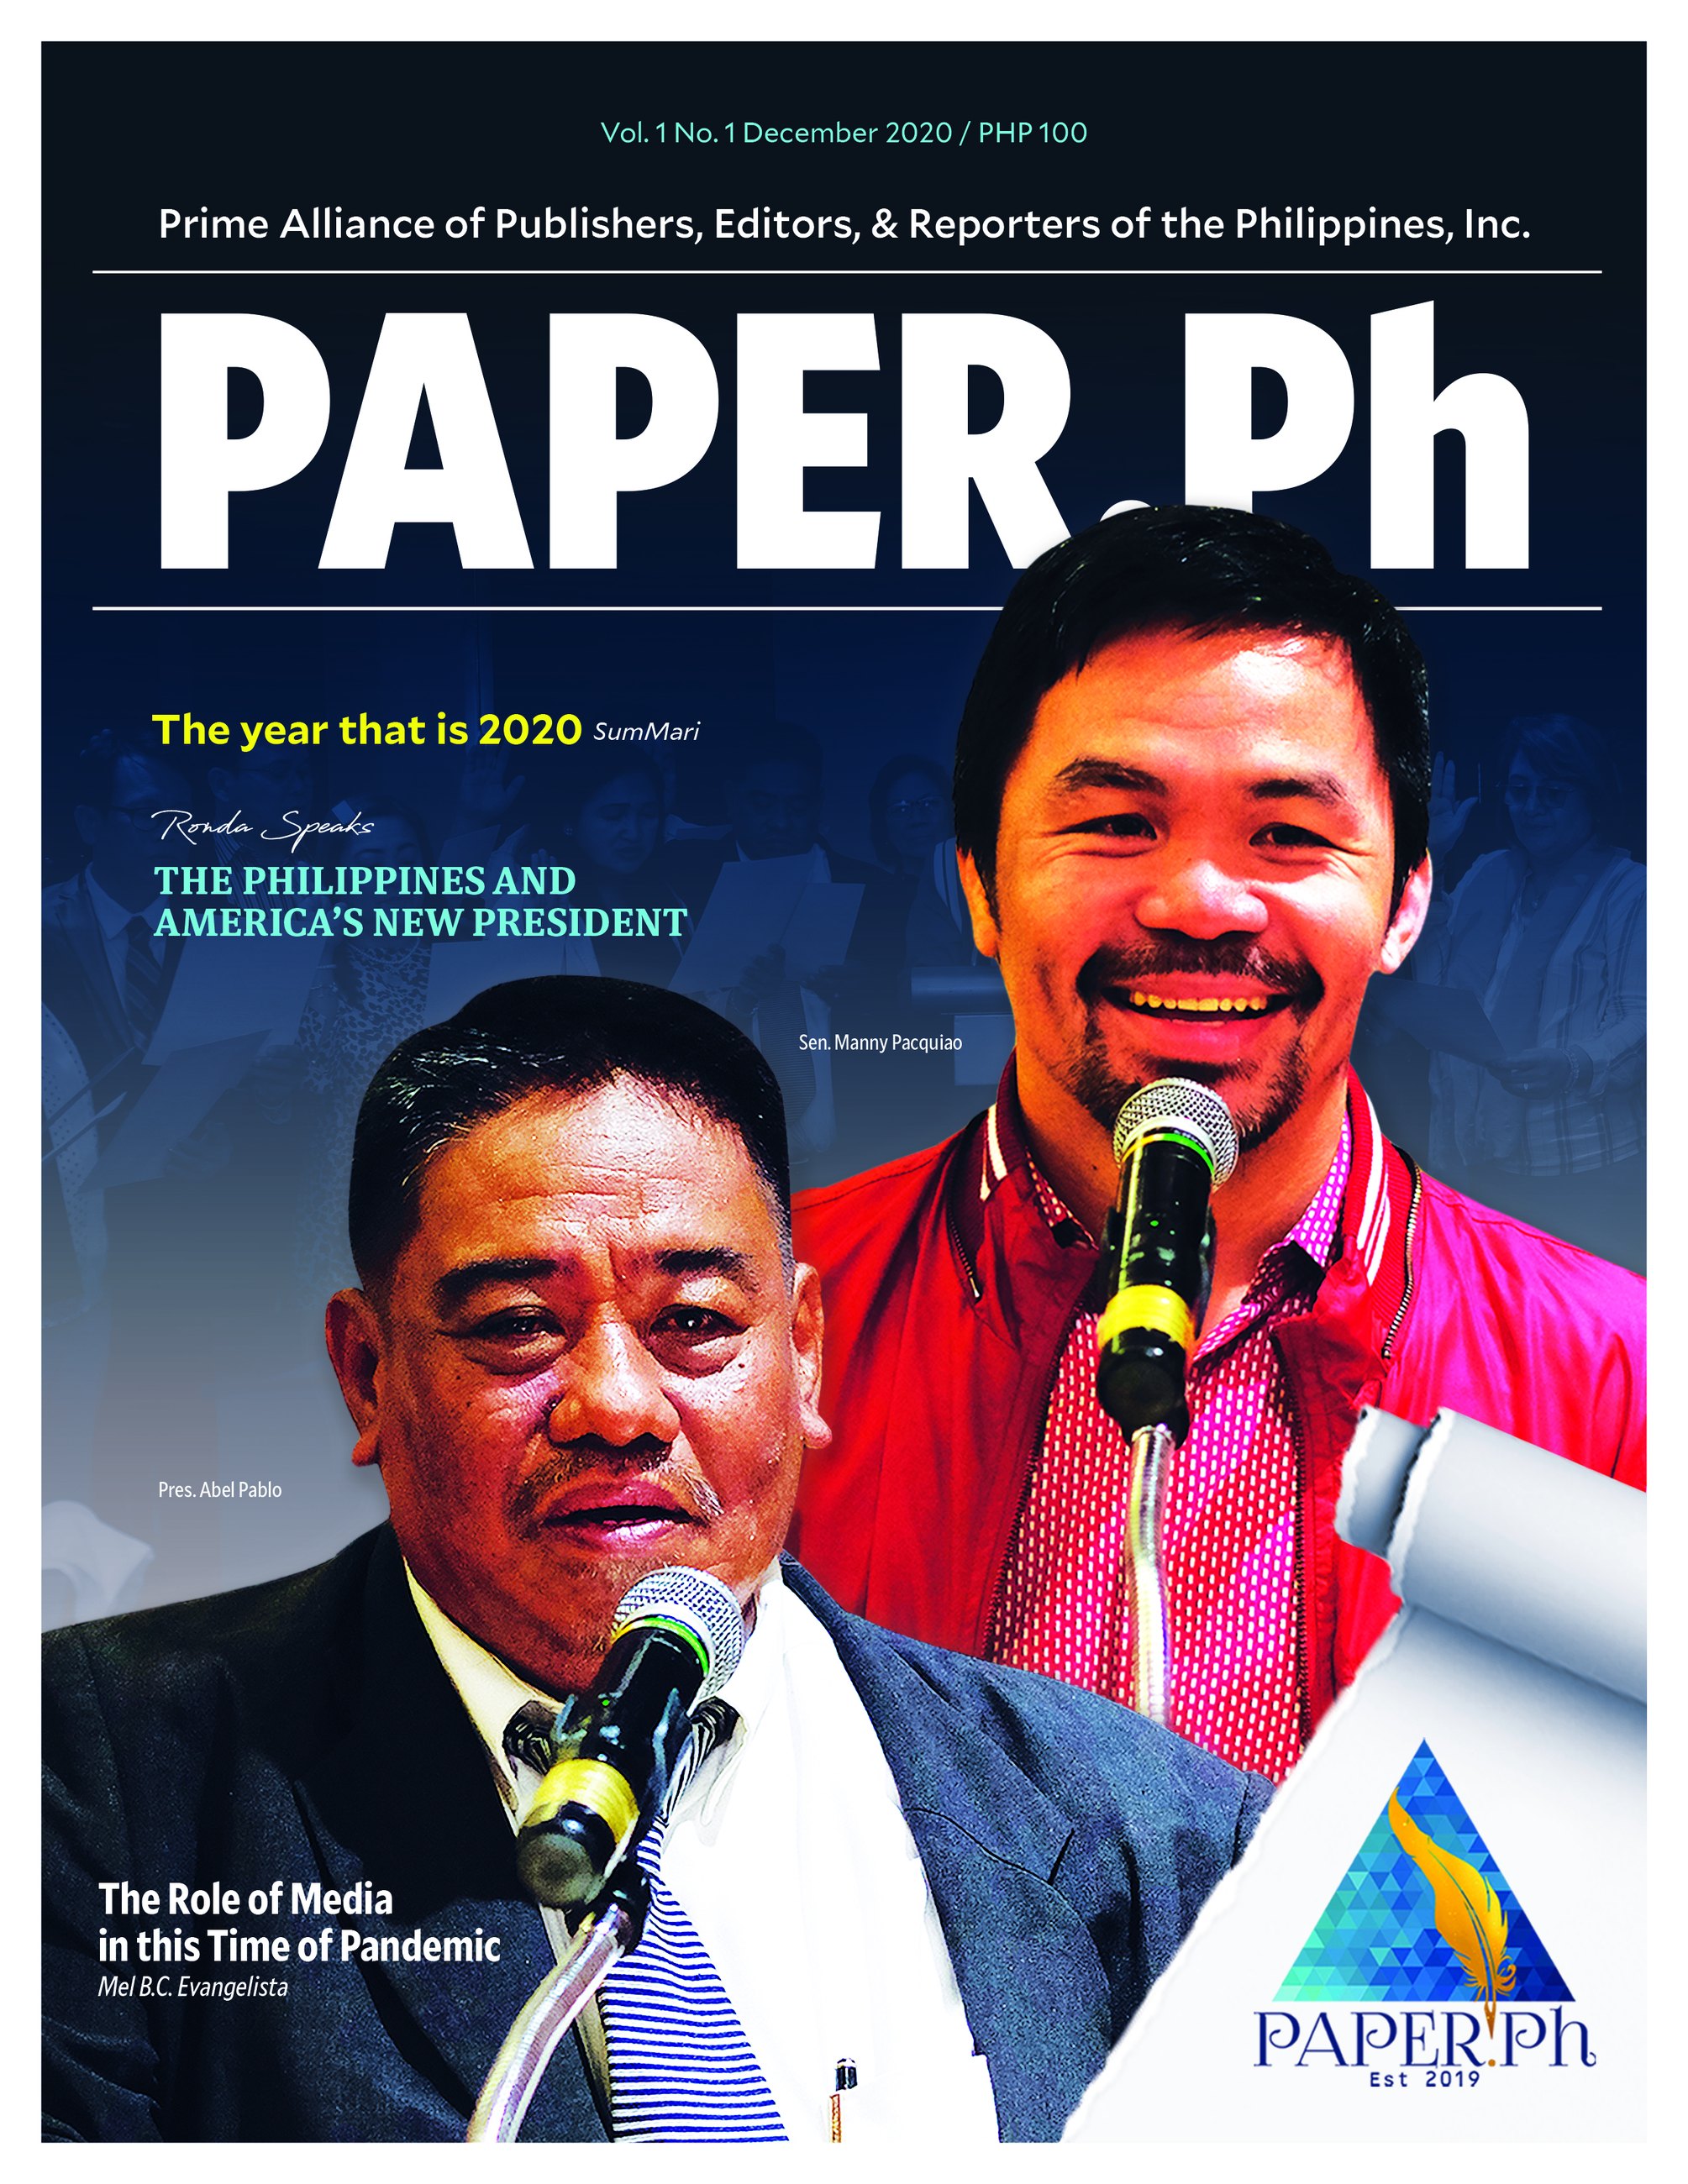 Vol. 1 No. 1 December 2020 / PHP 100
Prime Alliance of Publishers, Editors, & Reporters of the Philippines, Inc.
PAPER.Ph
The year that is 2020 SumMari
Ronda Speaks
THE PHILIPPINES AND
AMERICA'S NEW PRESIDENT
Sen. Manny Pacquiao
Pres. Abel Pablo
The Role of Media
in this Time of Pandemic
Mel B.C. Evangelista
PAPER.Ph
Est 2019